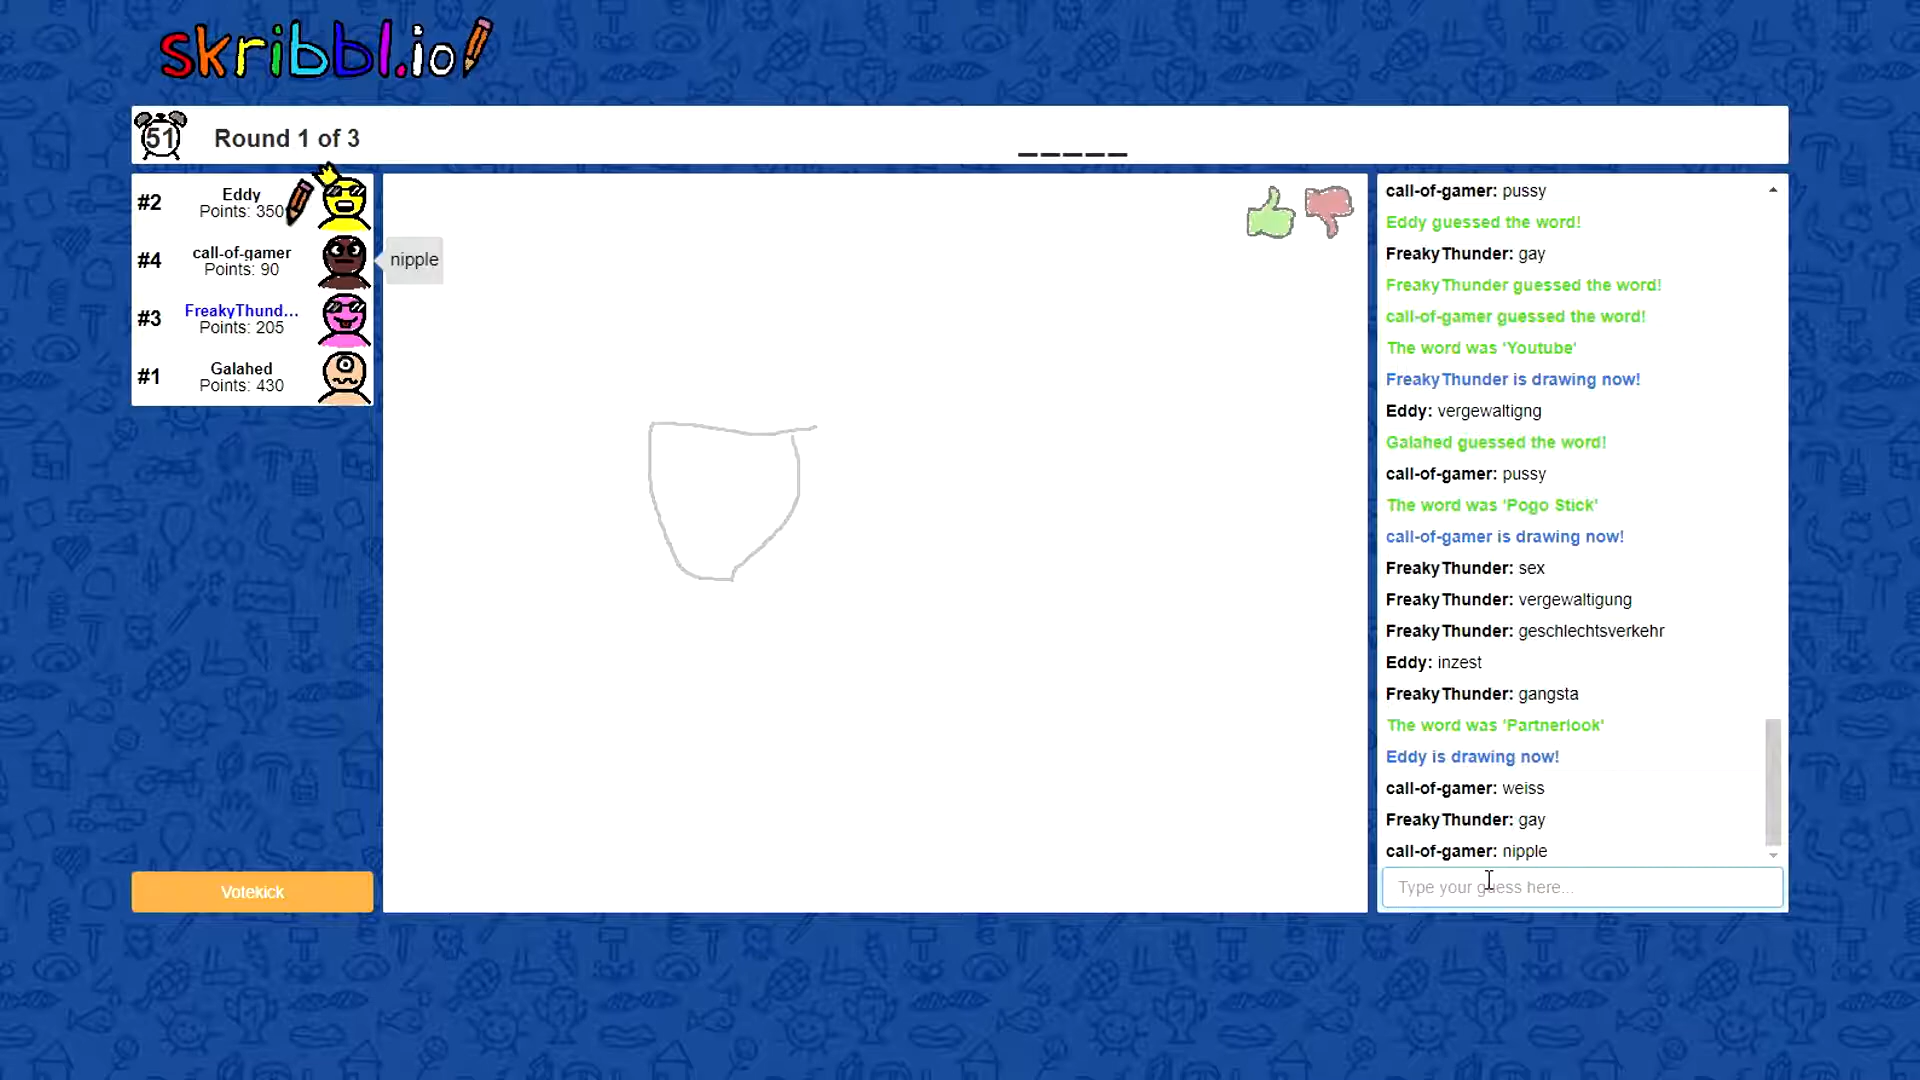 skribbl.io
51
Round 1 of 3
_ _ _ _ _
#2
Eddy
Points: 350
#4
call-of-gamer
Points: 90
nipple
#3
FreakyThund...
Points: 205
#1
Galahed
Points: 430
Votekick
call-of-gamer: pussy
Eddy guessed the word!
FreakyThunder: gay
FreakyThunder guessed the word!
call-of-gamer guessed the word!
The word was 'Youtube'
FreakyThunder is drawing now!
Eddy: vergewaltigng
Galahed guessed the word!
call-of-gamer: pussy
The word was 'Pogo Stick'
call-of-gamer is drawing now!
FreakyThunder: sex
FreakyThunder: vergewaltigung
FreakyThunder: geschlechtsverkehr
Eddy: inzest
FreakyThunder: gangsta
The word was 'Partnerlook'
Eddy is drawing now!
call-of-gamer: weiss
FreakyThunder: gay
call-of-gamer: nipple
Type your guess here...